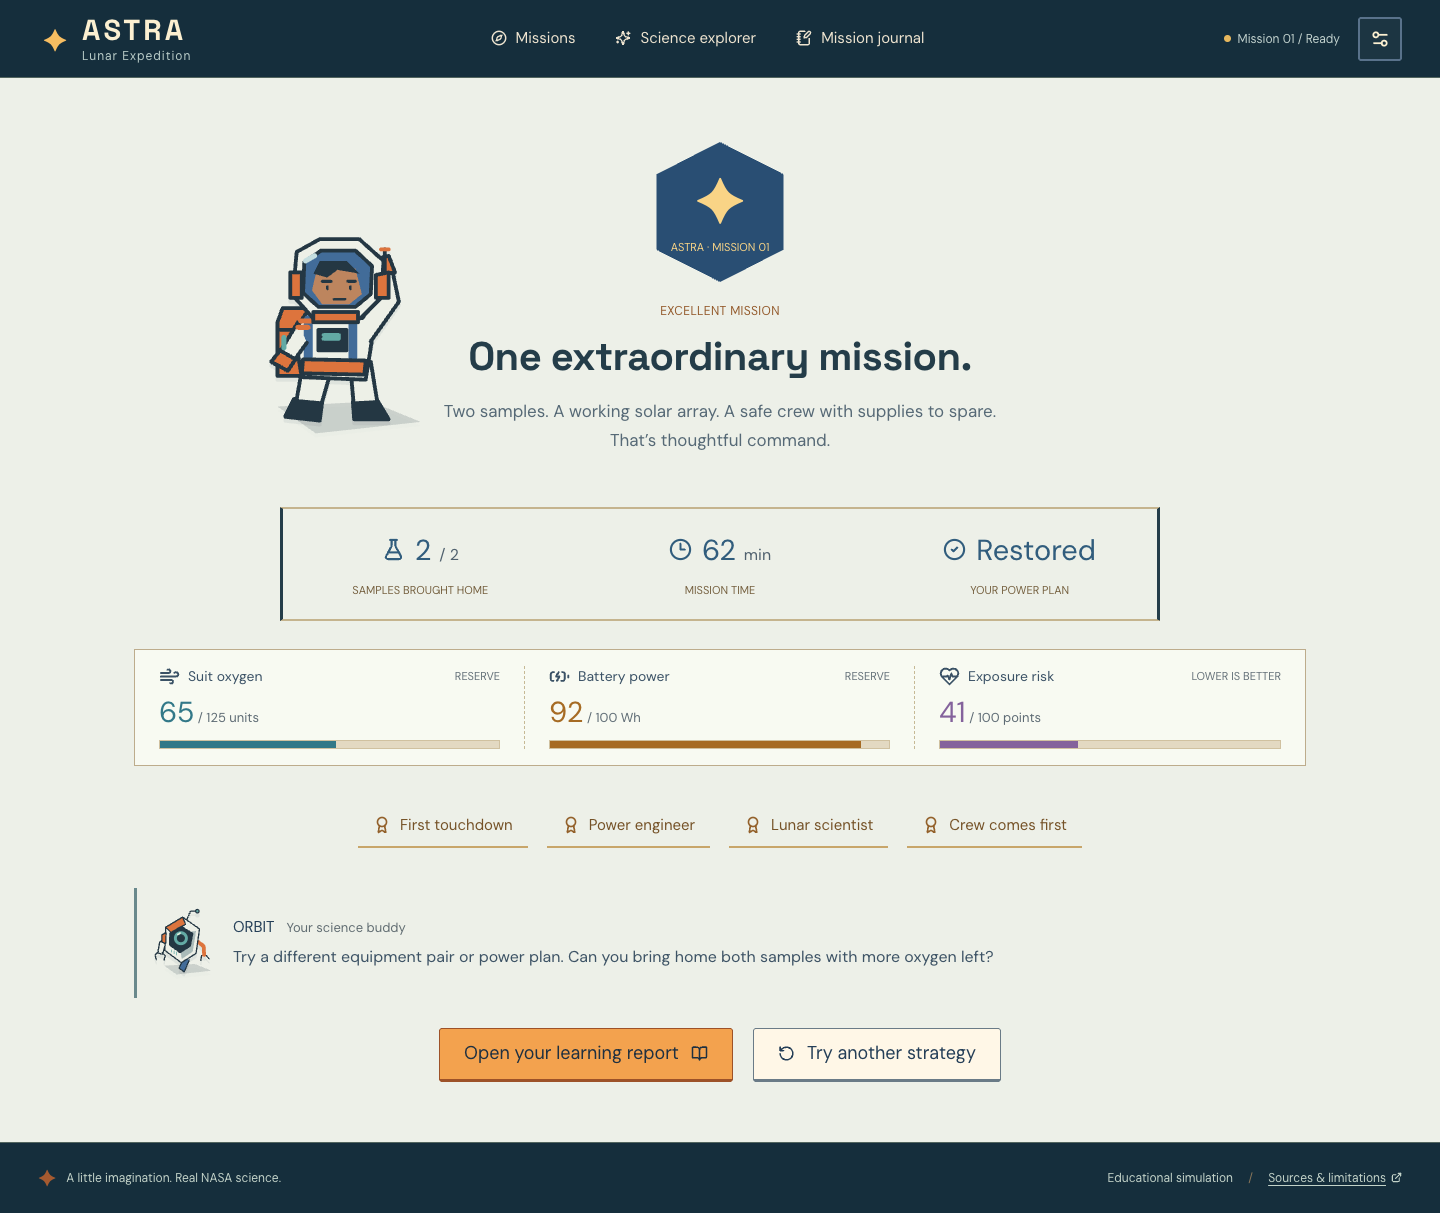 ASTRA
Lunar Expedition
Missions
Science explorer
Mission journal
Mission 01 / Ready
ASTRA · MISSION 01
EXCELLENT MISSION
One extraordinary mission.
Two samples. A working solar array. A safe crew with supplies to spare.
That’s thoughtful command.
2 / 2
SAMPLES BROUGHT HOME
62 min
MISSION TIME
Restored
YOUR POWER PLAN
Suit oxygen
RESERVE
65 / 125 units
Battery power
RESERVE
92 / 100 Wh
Exposure risk
LOWER IS BETTER
41 / 100 points
First touchdown
Power engineer
Lunar scientist
Crew comes first
ORBIT Your science buddy
Try a different equipment pair or power plan. Can you bring home both samples with more oxygen left?
Open your learning report
Try another strategy
A little imagination. Real NASA science.
Educational simulation / Sources & limitations